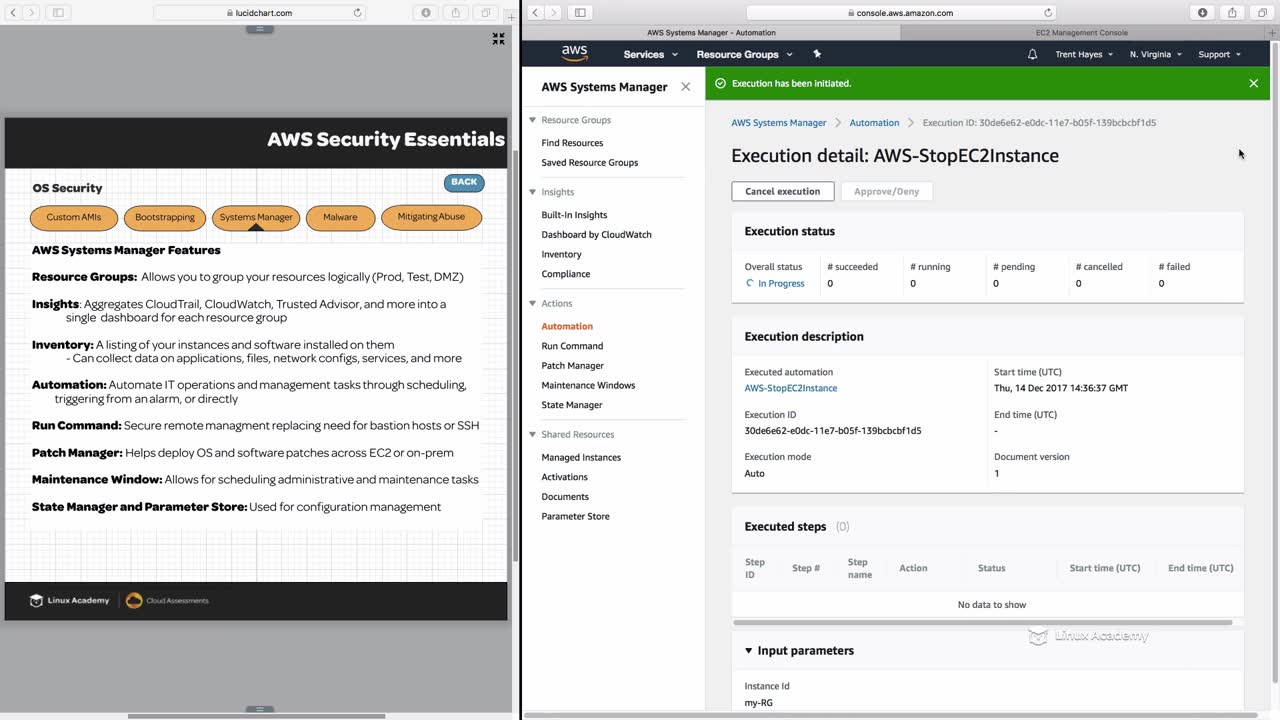 lucidchart.com
AWS Security Essentials
OS Security
BACK
Custom AMIs
Bootstrapping
Systems Manager
Malware
Mitigating Abuse
AWS Systems Manager Features
Resource Groups: Allows you to group your resources logically (Prod, Test, DMZ)
Insights: Aggregates CloudTrail, CloudWatch, Trusted Advisor, and more into a
single dashboard for each resource group
Inventory: A listing of your instances and software installed on them
- Can collect data on applications, files, network configs, services, and more
Automation: Automate IT operations and management tasks through scheduling,
triggering from an alarm, or directly
Run Command: Secure remote managment replacing need for bastion hosts or SSH
Patch Manager: Helps deploy OS and software patches across EC2 or on-prem
Maintenance Window: Allows for scheduling administrative and maintenance tasks
State Manager and Parameter Store: Used for configuration management
Linux Academy
Cloud Assessments
console.aws.amazon.com
AWS Systems Manager - Automation
EC2 Management Console
aws
Services
Resource Groups
Trent Hayes
N. Virginia
Support
AWS Systems Manager
Resource Groups
Find Resources
Saved Resource Groups
Insights
Built-In Insights
Dashboard by CloudWatch
Inventory
Compliance
Actions
Automation
Run Command
Patch Manager
Maintenance Windows
State Manager
Shared Resources
Managed Instances
Activations
Documents
Parameter Store
Execution has been initiated.
AWS Systems Manager
Automation
Execution ID: 30de6e62-e0dc-11e7-b05f-139bcbcbf1d5
Execution detail: AWS-StopEC2Instance
Cancel execution
Approve/Deny
Execution status
Overall status
# succeeded
# running
# pending
# cancelled
# failed
In Progress
0
0
0
0
0
Execution description
Executed automation
AWS-StopEC2Instance
Start time (UTC)
Thu, 14 Dec 2017 14:36:37 GMT
Execution ID
30de6e62-e0dc-11e7-b05f-139bcbcbf1d5
End time (UTC)
-
Execution mode
Auto
Document version
1
Executed steps (0)
Step ID
Step #
Step name
Action
Status
Start time (UTC)
End time (UTC)
No data to show
Linux Academy
Input parameters
Instance Id
my-RG